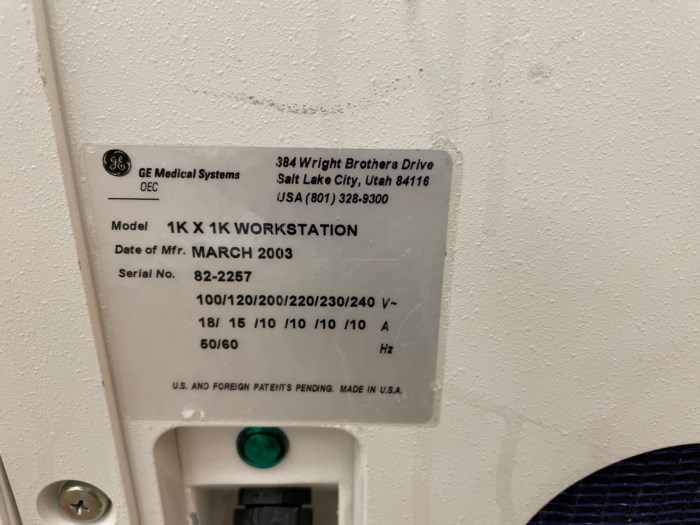 GE
GE Medical Systems
OEC
384 Wright Brothers Drive
Salt Lake City, Utah 84116
USA (801) 328-9300
Model 1K X 1K WORKSTATION
Date of Mfr. MARCH 2003
Serial No. 82-2257
100/120/200/220/230/240 V~
18/ 15 /10 /10 /10 /10 A
50/60 Hz
U.S. AND FOREIGN PATENTS PENDING. MADE IN U.S.A.